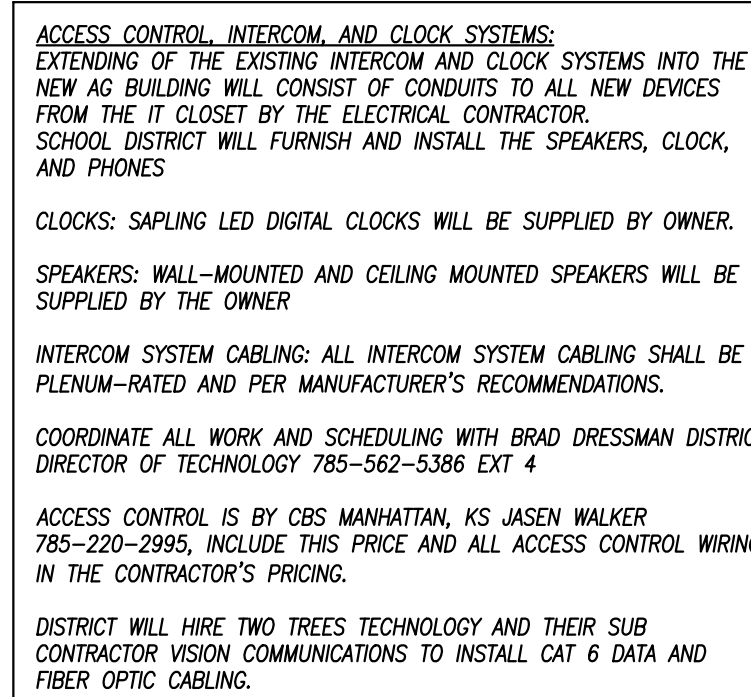 ACCESS CONTROL, INTERCOM, AND CLOCK SYSTEMS:
EXTENDING OF THE EXISTING INTERCOM AND CLOCK SYSTEMS INTO THE
NEW AG BUILDING WILL CONSIST OF CONDUITS TO ALL NEW DEVICES
FROM THE IT CLOSET BY THE ELECTRICAL CONTRACTOR.
SCHOOL DISTRICT WILL FURNISH AND INSTALL THE SPEAKERS, CLOCK,
AND PHONES
CLOCKS: SAPLING LED DIGITAL CLOCKS WILL BE SUPPLIED BY OWNER.
SPEAKERS: WALL-MOUNTED AND CEILING MOUNTED SPEAKERS WILL BE
SUPPLIED BY THE OWNER
INTERCOM SYSTEM CABLING: ALL INTERCOM SYSTEM CABLING SHALL BE
PLENUM-RATED AND PER MANUFACTURER'S RECOMMENDATIONS.
COORDINATE ALL WORK AND SCHEDULING WITH BRAD DRESSMAN DISTRIC
DIRECTOR OF TECHNOLOGY 785-562-5386 EXT 4
ACCESS CONTROL IS BY CBS MANHATTAN, KS JASEN WALKER
785-220-2995, INCLUDE THIS PRICE AND ALL ACCESS CONTROL WIRING
IN THE CONTRACTOR'S PRICING.
DISTRICT WILL HIRE TWO TREES TECHNOLOGY AND THEIR SUB
CONTRACTOR VISION COMMUNICATIONS TO INSTALL CAT 6 DATA AND
FIBER OPTIC CABLING.